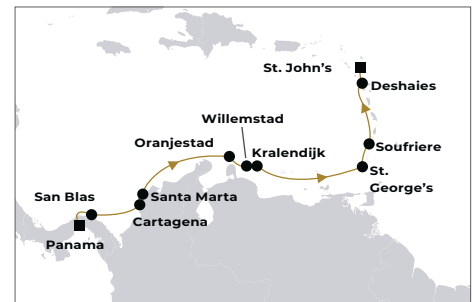 St. John's
Deshaies
Willemstad
Oranjestad
Kralendijk
Soufriere
St.
George's
San Blas
Santa Marta
Cartagena
Panama